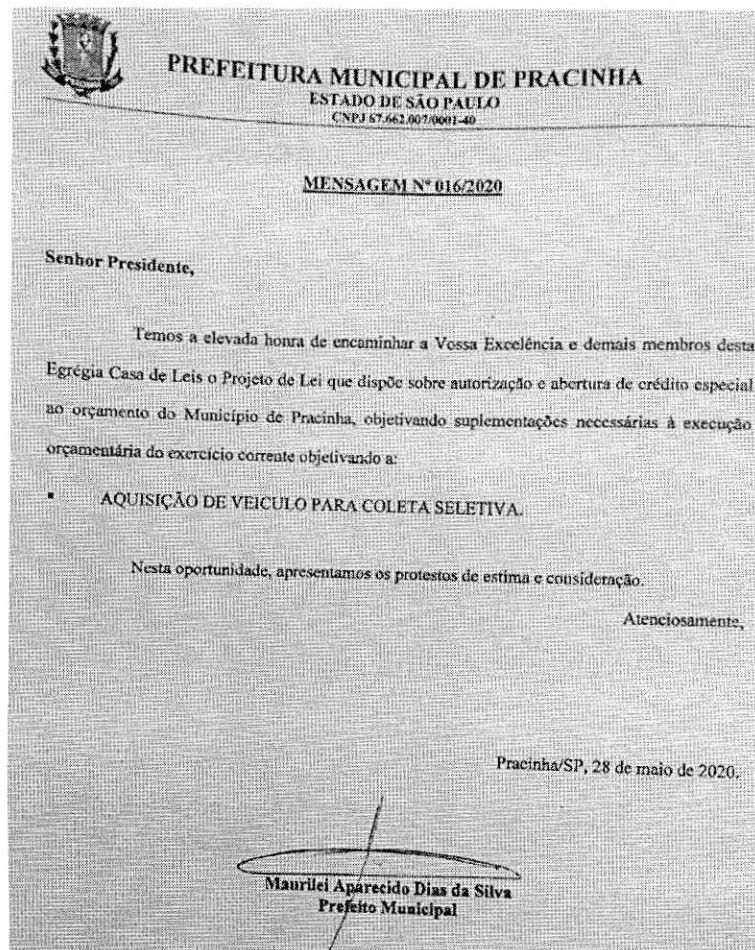 PREFEITURA MUNICIPAL DE PRACINHA
ESTADO DE SÃO PAULO
CNPJ 67.662.007/0001-40
MENSAGEM Nº 016/2020
Senhor Presidente,
Temos a elevada honra de encaminhar a Vossa Excelência e demais membros desta
Egrégia Casa de Leis o Projeto de Lei que dispõe sobre autorização e abertura de crédito especial
ao orçamento do Município de Pracinha, objetivando suplementações necessárias à execução
orçamentária do exercício corrente objetivando a:
▪ AQUISIÇÃO DE VEICULO PARA COLETA SELETIVA.
Nesta oportunidade, apresentamos os protestos de estima e consideração.
Atenciosamente,
Pracinha/SP, 28 de maio de 2020.
Maurilei Aparecido Dias da Silva
Prefeito Municipal